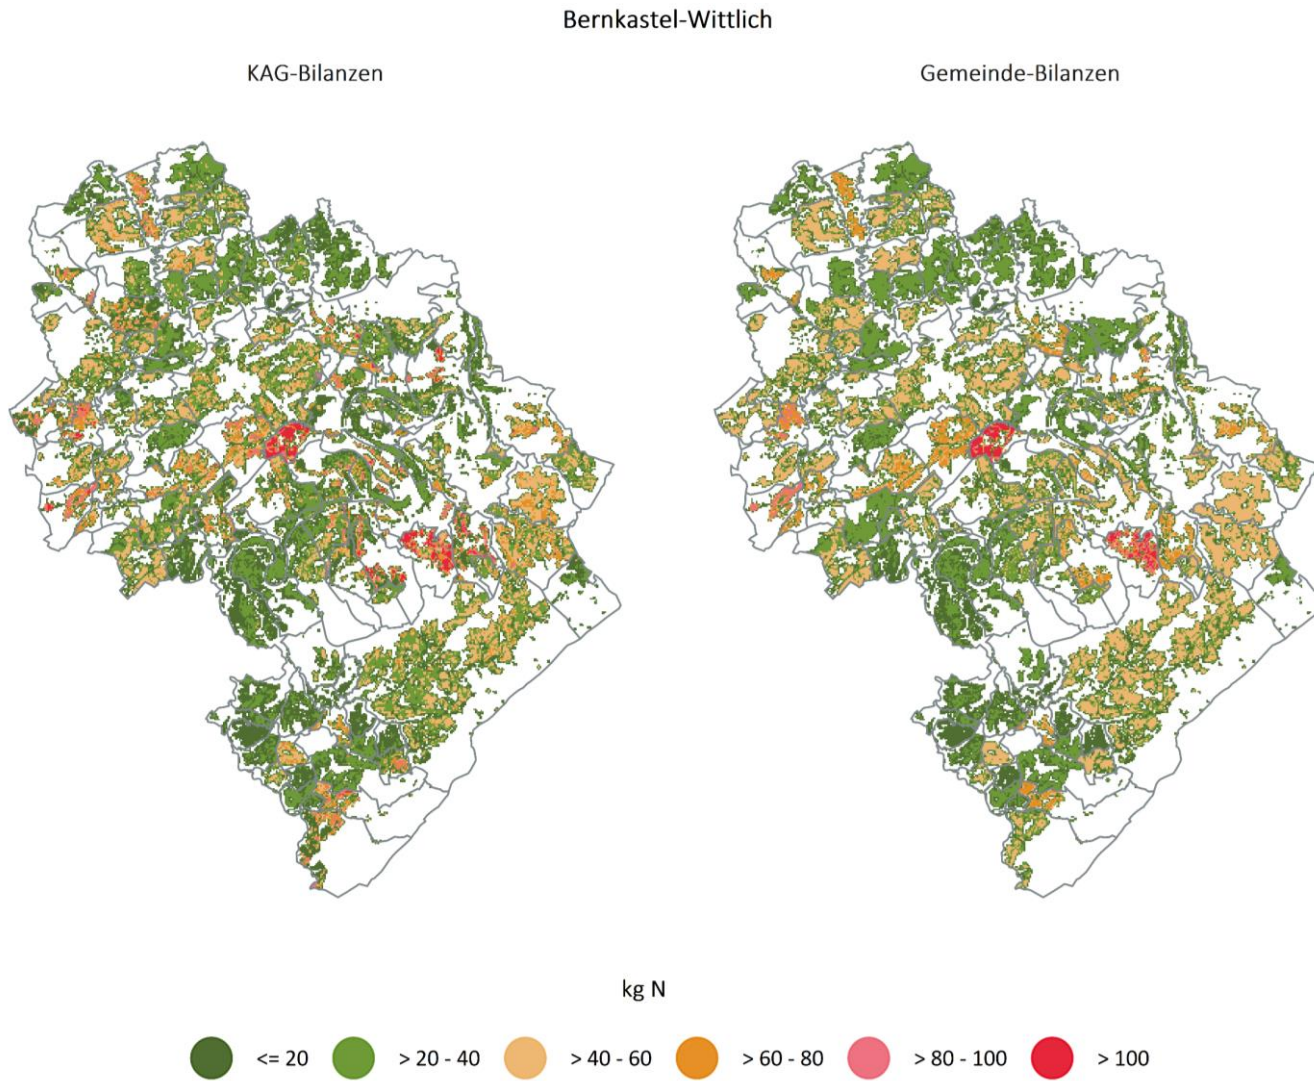 Bernkastel-Wittlich
KAG-Bilanzen
Gemeinde-Bilanzen
kg N
<= 20
> 20 - 40
> 40 - 60
> 60 - 80
> 80 - 100
> 100